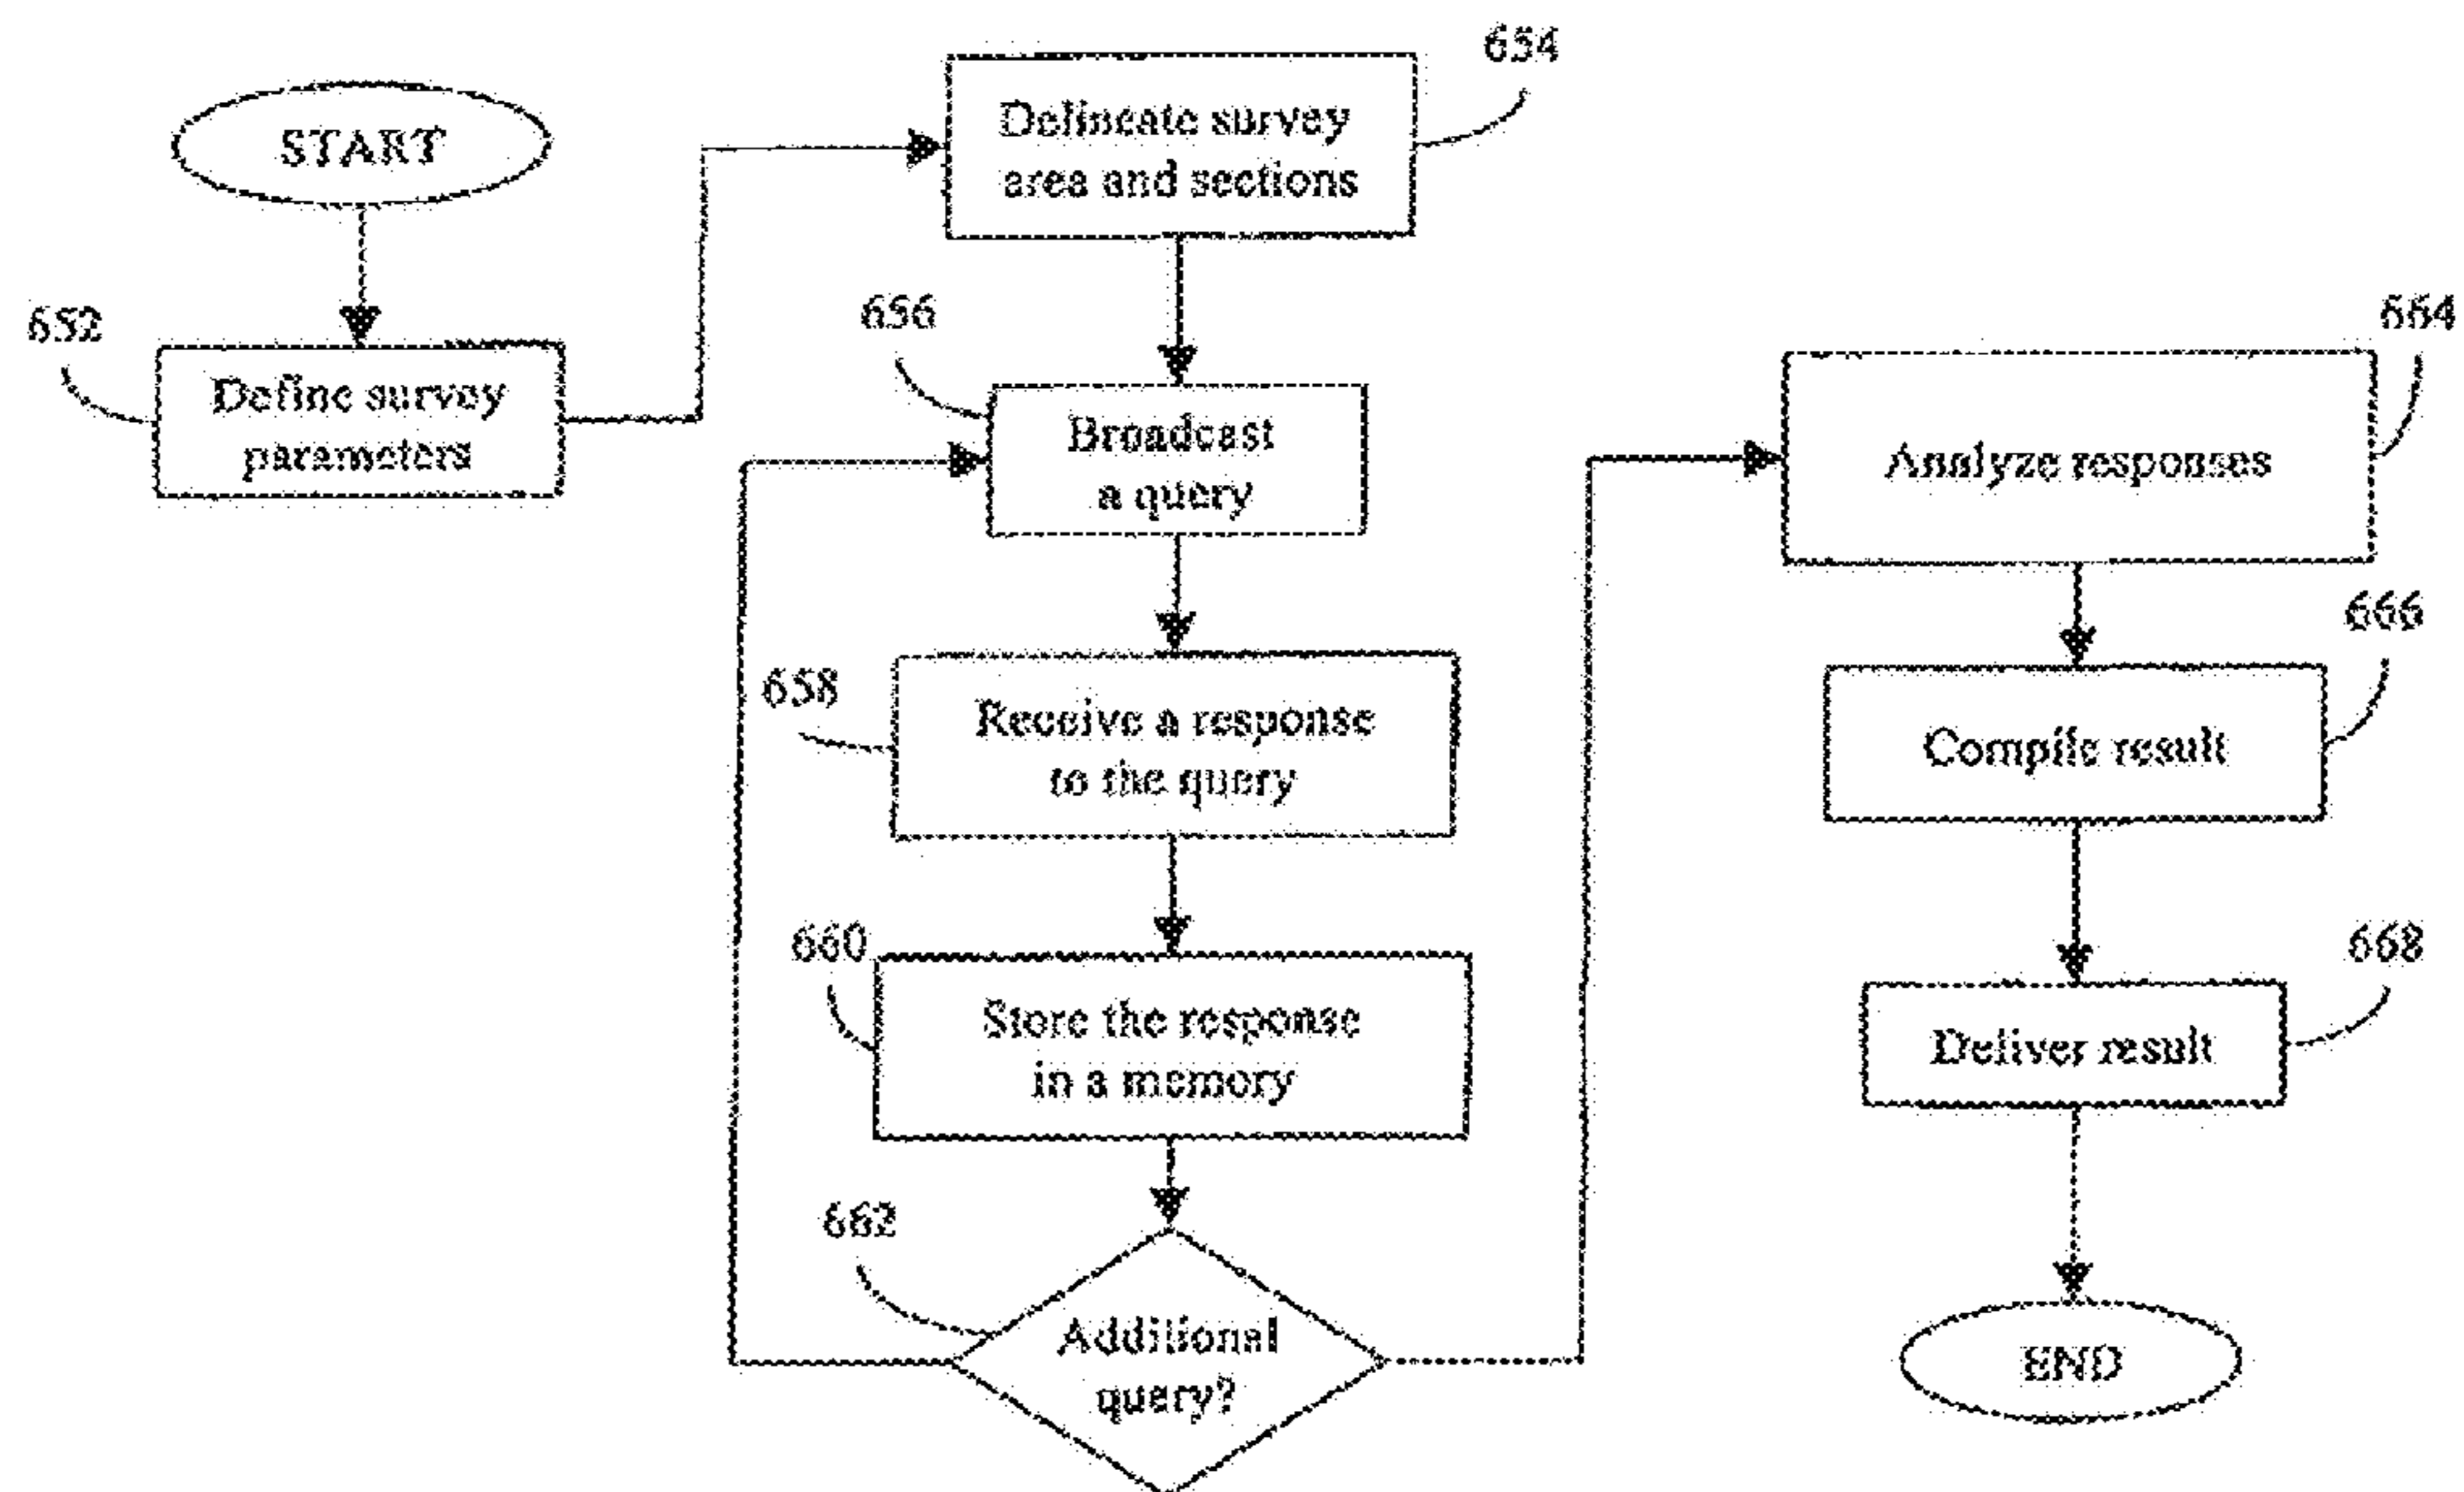 START
652
Define survey
parameters
654
Delineate survey
area and sections
656
Broadcast
a query
658
Receive a response
to the query
660
Store the response
in a memory
662
Additional
query?
664
Analyze responses
666
Compile result
668
Deliver result
END